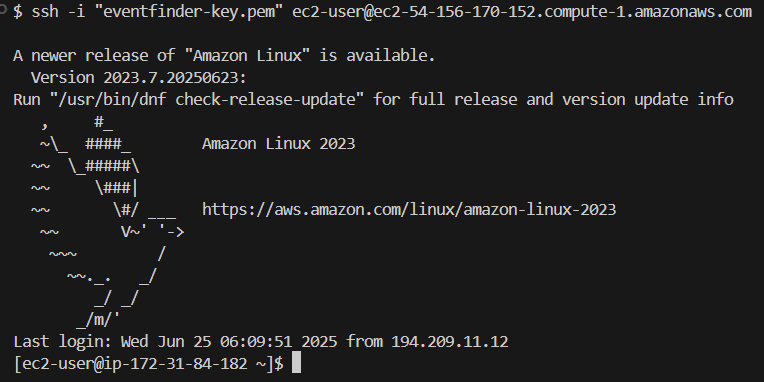 $ ssh -i "eventfinder-key.pem" ec2-user@ec2-54-156-170-152.compute-1.amazonaws.com
A newer release of "Amazon Linux" is available.
  Version 2023.7.20250623:
Run "/usr/bin/dnf check-release-update" for full release and version update info
   ,     #_
   ~\_  ####_        Amazon Linux 2023
  ~~  \_#####\
  ~~     \###|
  ~~       \#/ ___   https://aws.amazon.com/linux/amazon-linux-2023
   ~~       V~' '->
    ~~~         /
      ~~._.   _/
         _/ _/
       _/m/'
Last login: Wed Jun 25 06:09:51 2025 from 194.209.11.12
[ec2-user@ip-172-31-84-182 ~]$